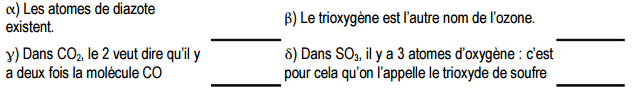 α) Les atomes de diazote
existent.
β) Le trioxygène est l'autre nom de l'ozone.
γ) Dans CO₂, le 2 veut dire qu'il y
a deux fois la molécule CO
δ) Dans SO₃, il y a 3 atomes d'oxygène : c'est
pour cela qu'on l'appelle le trioxyde de soufre